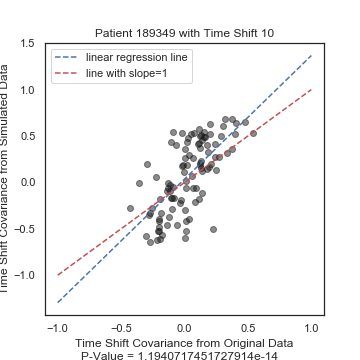 Patient 189349 with Time Shift 10
linear regression line
line with slope=1
Time Shift Covariance from Simulated Data
1.5
1.0
0.5
0.0
−0.5
−1.0
−1.0 −0.5 0.0 0.5 1.0
Time Shift Covariance from Original Data
P-Value = 1.1940717451727914e-14